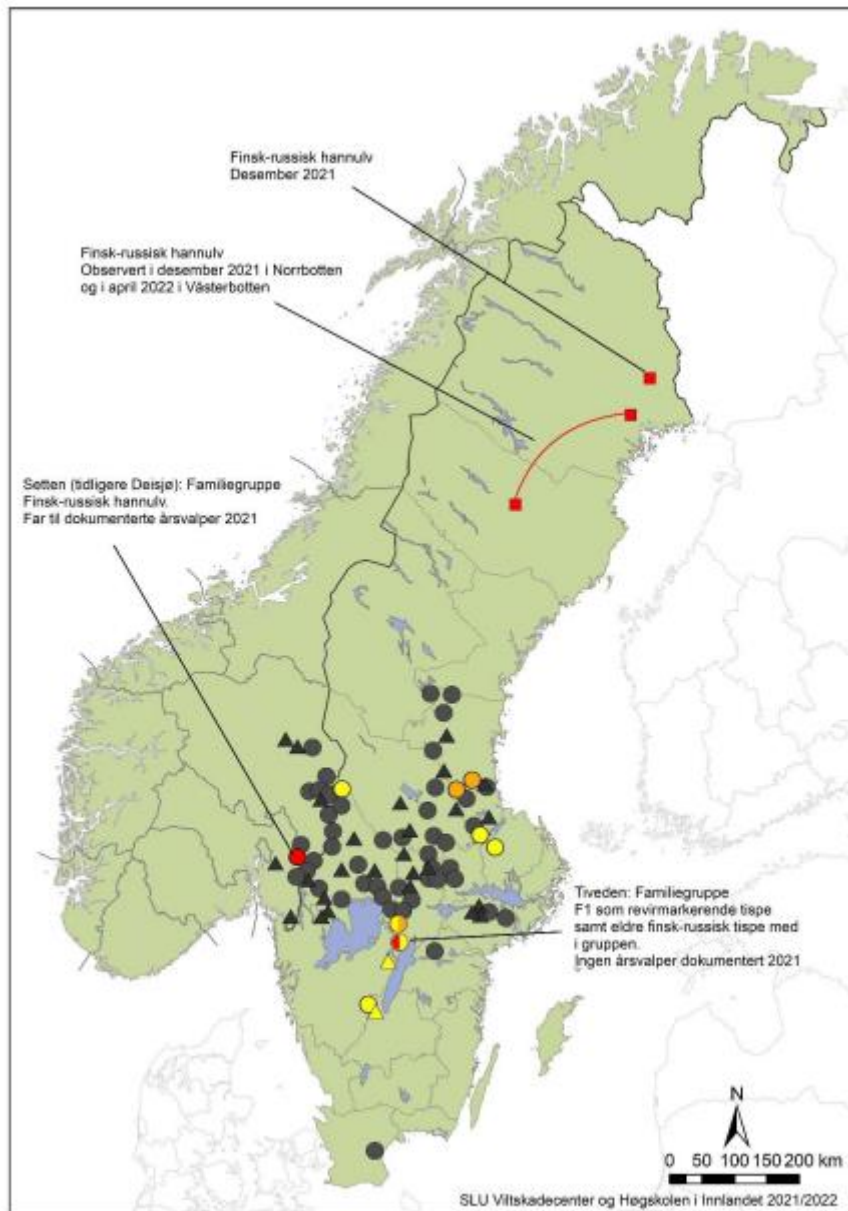 Finsk-russisk hannulv
Desember 2021
Finsk-russisk hannulv
Observert i desember 2021 i Norrbotten
og i april 2022 i Västerbotten
Setten (tidligere Deisjø): Familiegruppe
Finsk-russisk hannulv.
Far til dokumenterte årsvalper 2021
Tiveden: Familiegruppe
F1 som revirmarkerende tispe
samt eldre finsk-russisk tispe med
i gruppen.
Ingen årsvalper dokumentert 2021
N
0 50 100 150 200 km
SLU Viltskadecenter og Høgskolen i Innlandet 2021/2022